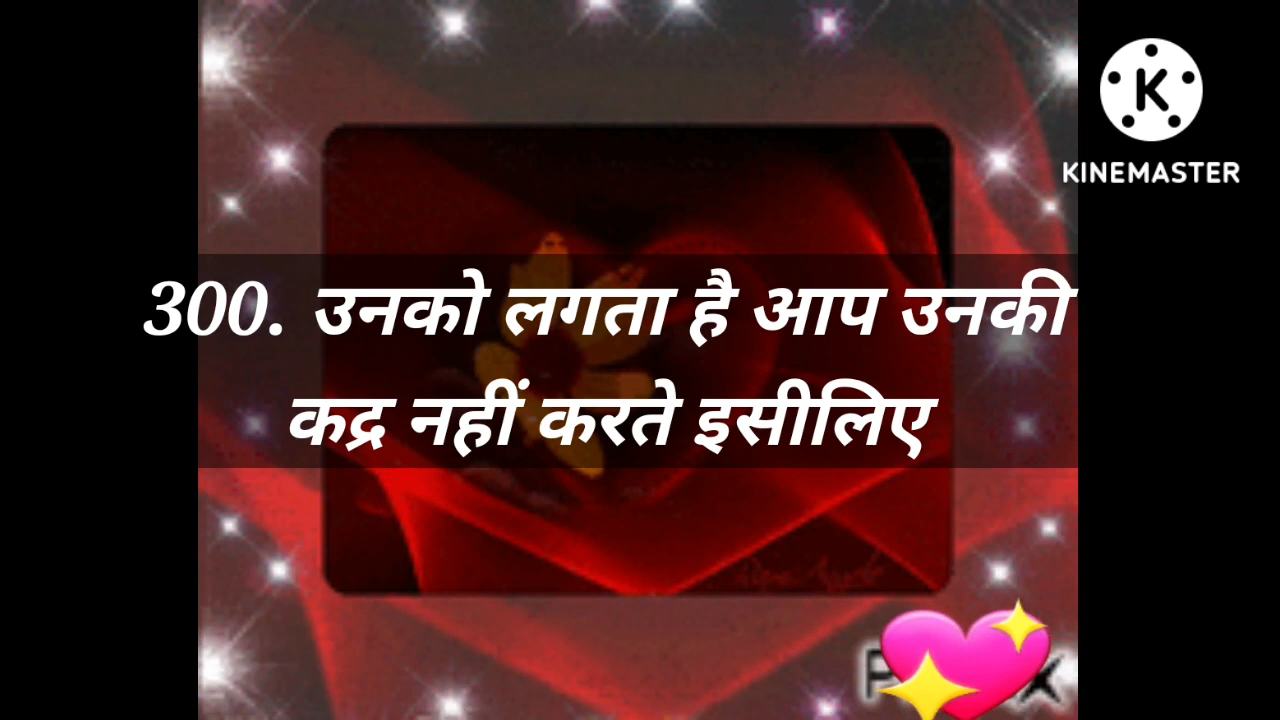 KINEMASTER
300. उनको लगता है आप उनकी
कद्र नहीं करते इसीलिए